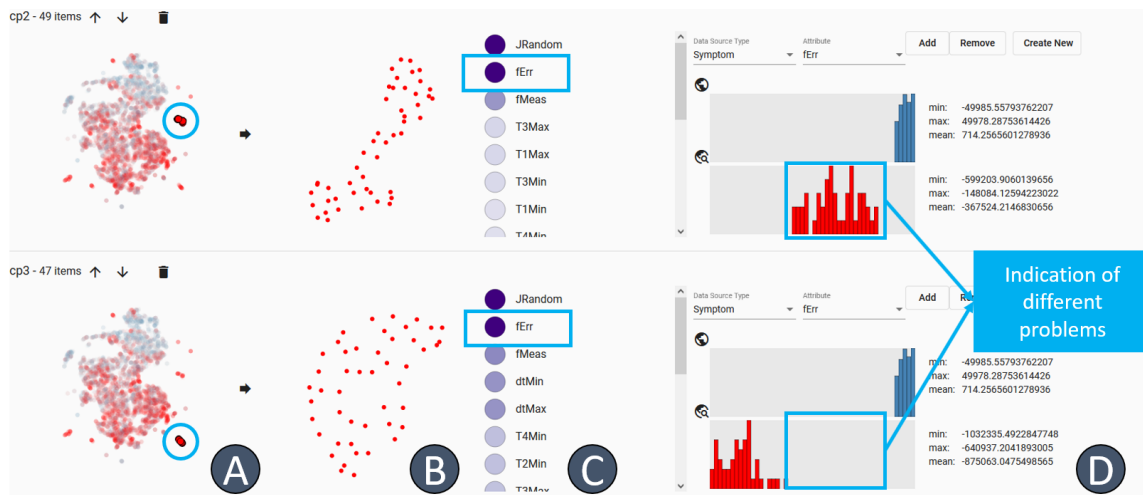 cp2 - 49 items
JRandom
fErr
fMeas
T3Max
T1Max
T3Min
T1Min
T4Min
Data Source Type
Symptom
Attribute
fErr
Add
Remove
Create New
min: -49985.55793762207
max: 49978.28753614426
mean: 714.2565601278936
min: -599203.9060139656
max: -148084.12594223022
mean: -367524.2146830656
Indication of
different
problems
cp3 - 47 items
JRandom
fErr
fMeas
dtMin
dtMax
T4Min
T2Min
T3Max
Data Source Type
Symptom
Attribute
fErr
Add
min: -49985.55793762207
max: 49978.28753614426
mean: 714.2565601278936
min: -1032335.4922847748
max: -640937.2041893005
mean: -875063.0475498565
A
B
C
D